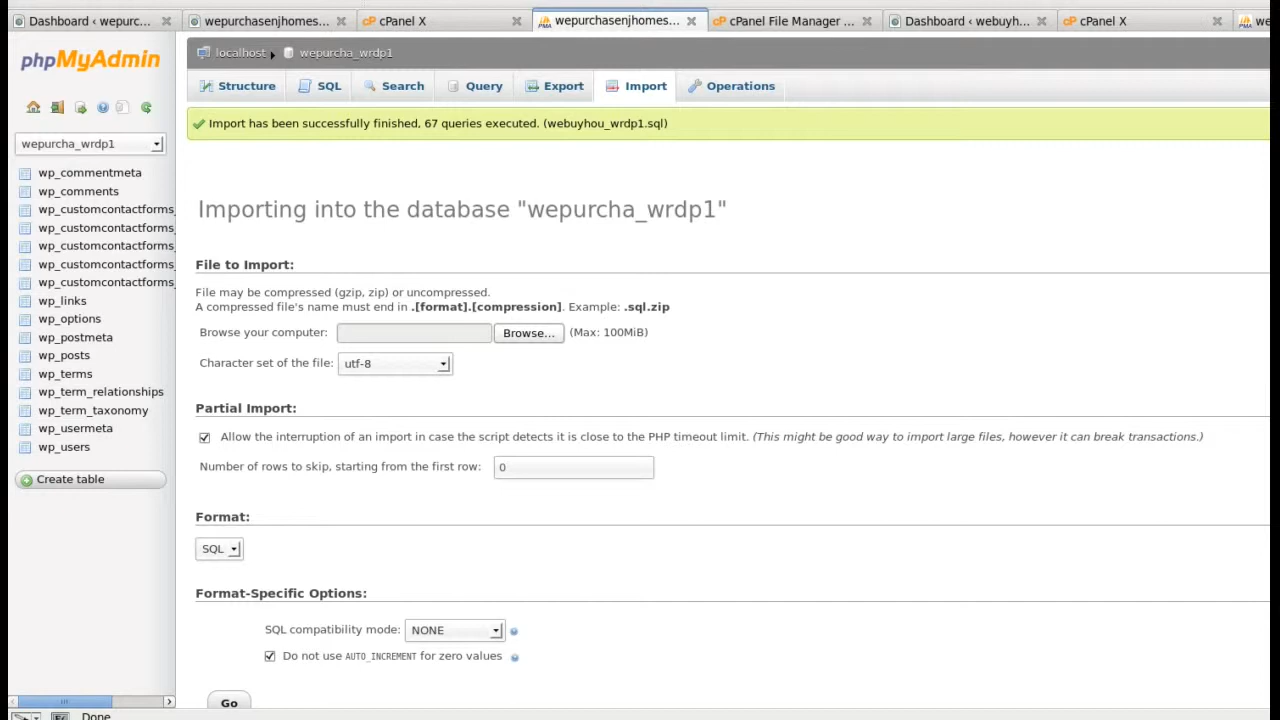 Dashboard ‹ wepurc...
wepurchasenjhomes...
cPanel X
wepurchasenjhomes...
cPanel File Manager ...
Dashboard ‹ webuyh...
cPanel X
we
phpMyAdmin
localhost
wepurcha_wrdp1
Structure
SQL
Search
Query
Export
Import
Operations
Import has been successfully finished, 67 queries executed. (webuyhou_wrdp1.sql)
wepurcha_wrdp1
wp_commentmeta
wp_comments
wp_customcontactforms_
wp_customcontactforms_
wp_customcontactforms_
wp_customcontactforms_
wp_customcontactforms_
wp_links
wp_options
wp_postmeta
wp_posts
wp_terms
wp_term_relationships
wp_term_taxonomy
wp_usermeta
wp_users
Create table
Importing into the database "wepurcha_wrdp1"
File to Import:
File may be compressed (gzip, zip) or uncompressed.
A compressed file's name must end in .[format].[compression]. Example: .sql.zip
Browse your computer: Browse... (Max: 100MiB)
Character set of the file: utf-8
Partial Import:
Allow the interruption of an import in case the script detects it is close to the PHP timeout limit. (This might be good way to import large files, however it can break transactions.)
Number of rows to skip, starting from the first row: 0
Format:
SQL
Format-Specific Options:
SQL compatibility mode: NONE
Do not use AUTO_INCREMENT for zero values
Go
Done